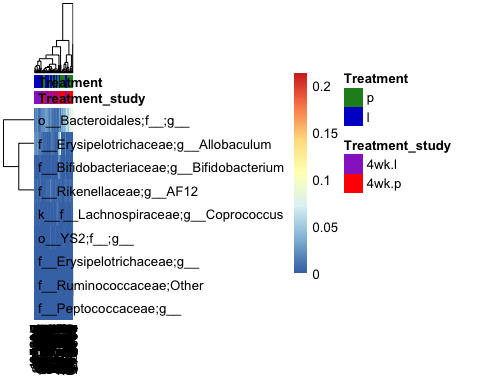 Treatment
Treatment_study
o__Bacteroidales;f__;g__
f__Erysipelotrichaceae;g__Allobaculum
f__Bifidobacteriaceae;g__Bifidobacterium
f__Rikenellaceae;g__AF12
k__f__Lachnospiraceae;g__Coprococcus
o__YS2;f__;g__
f__Erysipelotrichaceae;g__
f__Ruminococcaceae;Other
f__Peptococcaceae;g__
0.2
0.15
0.1
0.05
0
Treatment
p
l
Treatment_study
4wk.l
4wk.p